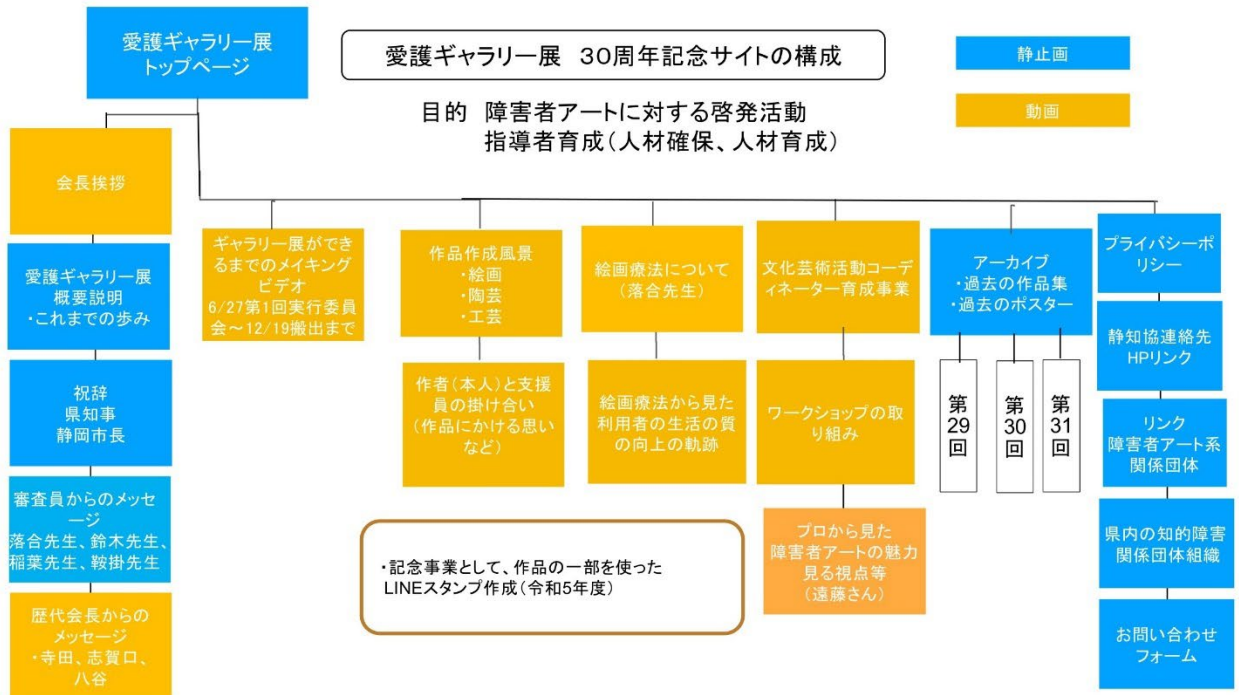 愛護ギャラリー展
トップページ
愛護ギャラリー展 30周年記念サイトの構成
静止画
動画
目的 障害者アートに対する啓発活動
指導者育成(人材確保、人材育成)
会長挨拶
愛護ギャラリー展
概要説明
・これまでの歩み
祝辞
県知事
静岡市長
審査員からのメッセ
ージ
落合先生、鈴木先生、
稲葉先生、鞍掛先生
歴代会長からの
メッセージ
・寺田、志賀口、
八谷
ギャラリー展がで
きるまでのメイキング
ビデオ
6/27第1回実行委員
会~12/19搬出まで
作品作成風景
・絵画
・陶芸
・工芸
作者(本人)と支援
員の掛け合い
(作品にかける思い
など)
絵画療法について
(落合先生)
絵画療法から見た
利用者の生活の質
の向上の軌跡
文化芸術活動コーデ
ィネーター育成事業
ワークショップの取
り組み
プロから見た
障害者アートの魅力
見る視点等
(遠藤さん)
アーカイブ
・過去の作品集
・過去のポスター
第29回
第30回
第31回
プライバシーポ
リシー
静知協連絡先
HPリンク
リンク
障害者アート系
関係団体
県内の知的障害
関係団体組織
お問い合わせ
フォーム
・記念事業として、作品の一部を使った
LINEスタンプ作成(令和5年度)